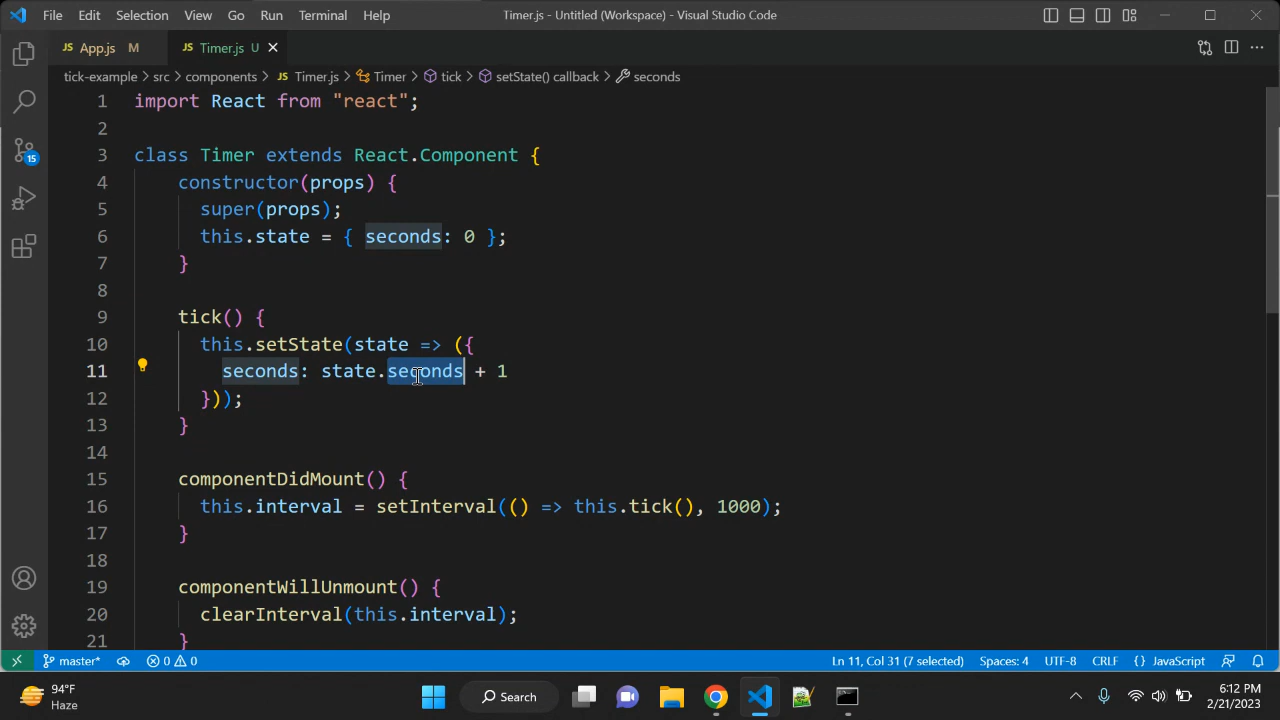 File Edit Selection View Go Run Terminal Help Timer.js - Untitled (Workspace) - Visual Studio Code
JS App.js M JS Timer.js U
tick-example > src > components > JS Timer.js > Timer > tick > setState() callback > seconds
1 import React from "react";
2
3 class Timer extends React.Component {
4 constructor(props) {
5 super(props);
6 this.state = { seconds: 0 };
7 }
8
9 tick() {
10 this.setState(state => ({
11 seconds: state.seconds + 1
12 }));
13 }
14
15 componentDidMount() {
16 this.interval = setInterval(() => this.tick(), 1000);
17 }
18
19 componentWillUnmount() {
20 clearInterval(this.interval);
21 }
15
master* 0 0 Ln 11, Col 31 (7 selected) Spaces: 4 UTF-8 CRLF {} JavaScript
94°F
Haze
Search
6:12 PM
2/21/2023